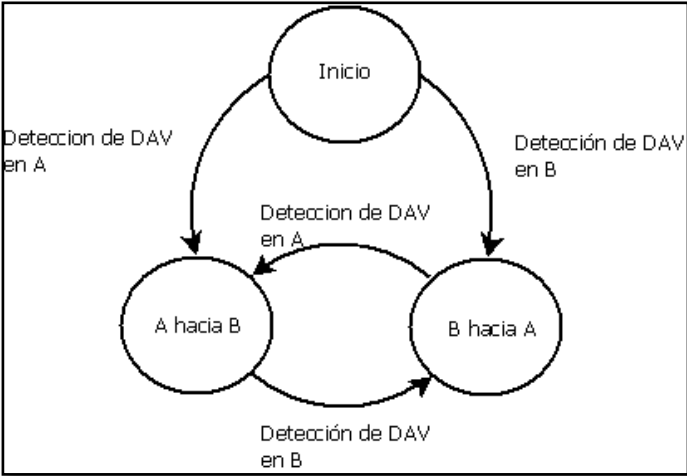 Inicio
Deteccion de DAV
en A
Detección de DAV
en B
Deteccion de DAV
en A
A hacia B
B hacia A
Detección de DAV
en B